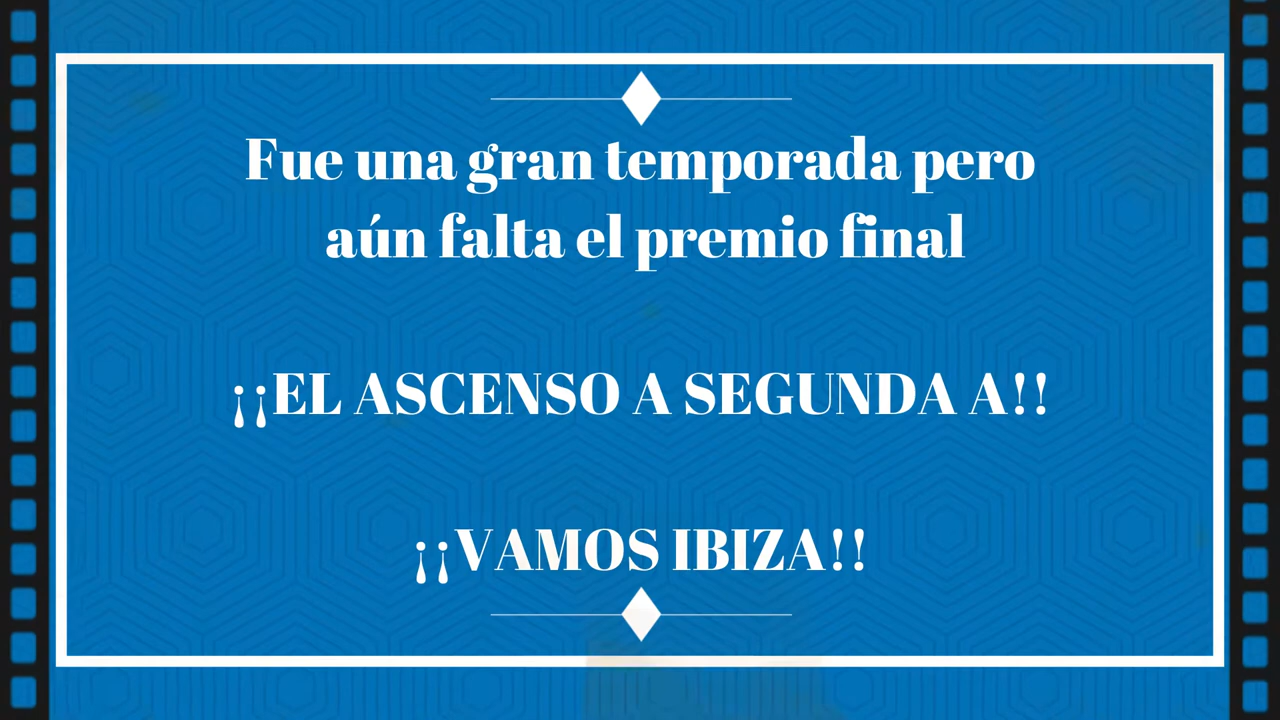 Fue una gran temporada pero
aún falta el premio final
¡¡EL ASCENSO A SEGUNDA A!!
¡¡VAMOS IBIZA!!